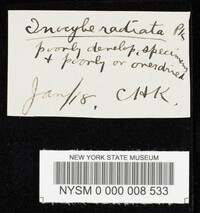 Inocybe radiata Pk
poorly develop. specimens
+ poorly or overdried
Jan/18. CHK.
NEW YORK STATE MUSEUM
NYSM 0 000 008 533